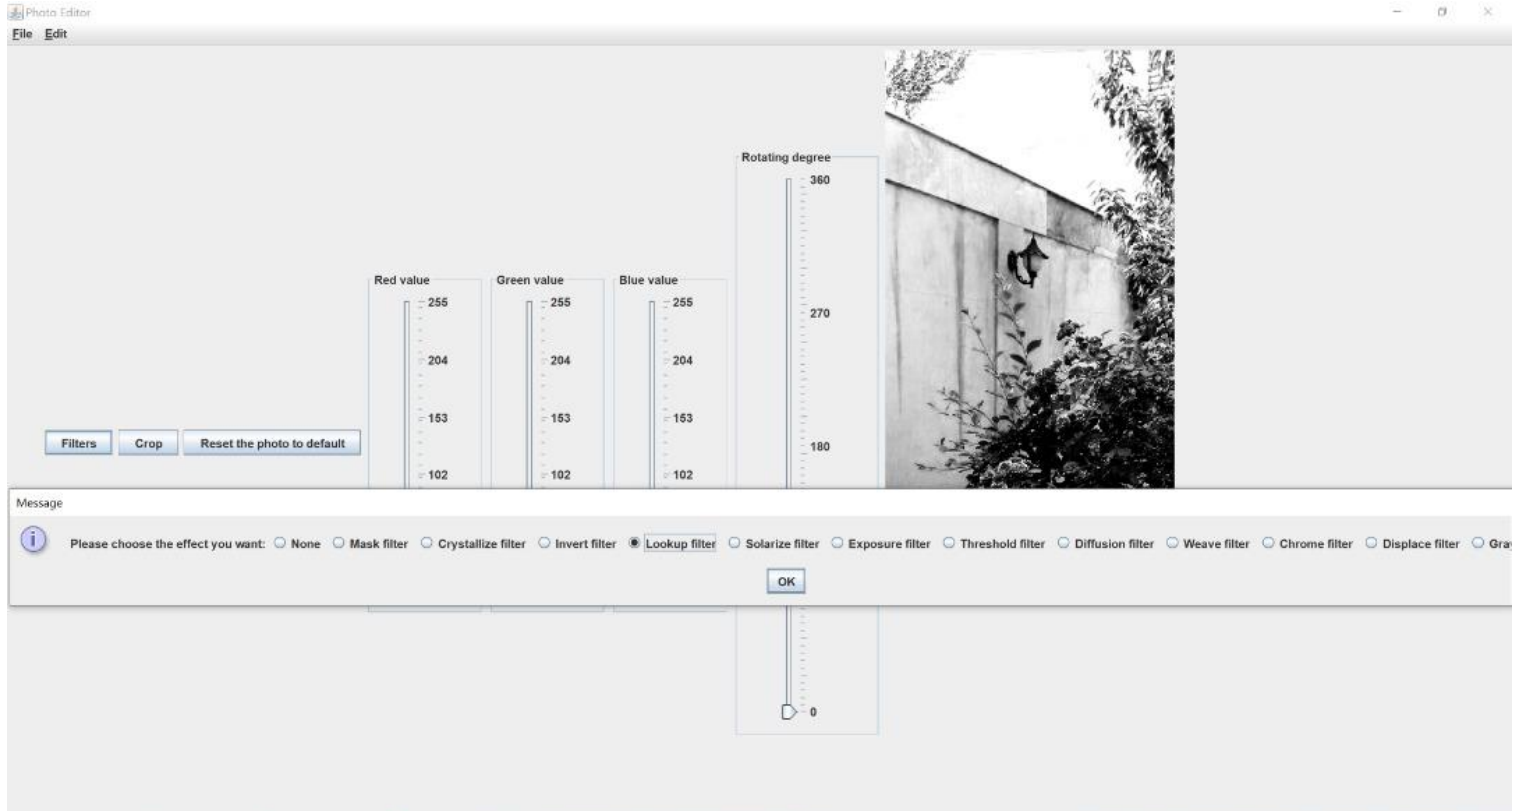 Photo Editor
File Edit
Rotating degree
360
270
180
0
Red value
255
204
153
102
Green value
255
204
153
102
Blue value
255
204
153
102
Filters Crop Reset the photo to default
Message
Please choose the effect you want: None Mask filter Crystallize filter Invert filter Lookup filter Solarize filter Exposure filter Threshold filter Diffusion filter Weave filter Chrome filter Displace filter Gra
OK